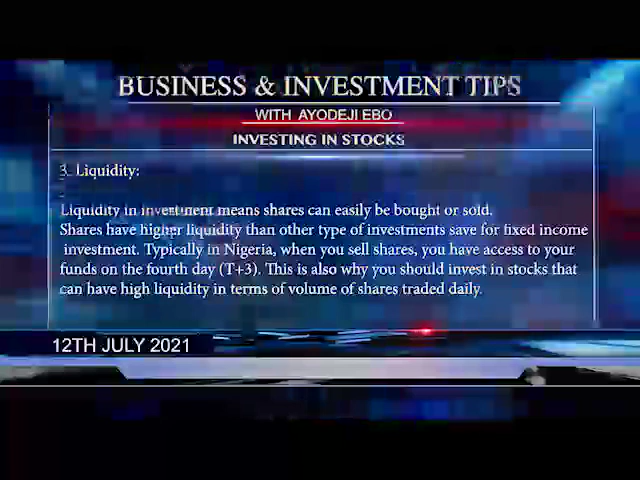 BUSINESS & INVESTMENT TIPS
WITH AYODEJI EBO
INVESTING IN STOCKS
3. Liquidity:
Liquidity in investment means shares can easily be bought or sold.
Shares have higher liquidity than other type of investments save for fixed income
investment. Typically in Nigeria, when you sell shares, you have access to your
funds on the fourth day (T+3). This is also why you should invest in stocks that
can have high liquidity in terms of volume of shares traded daily.
12TH JULY 2021